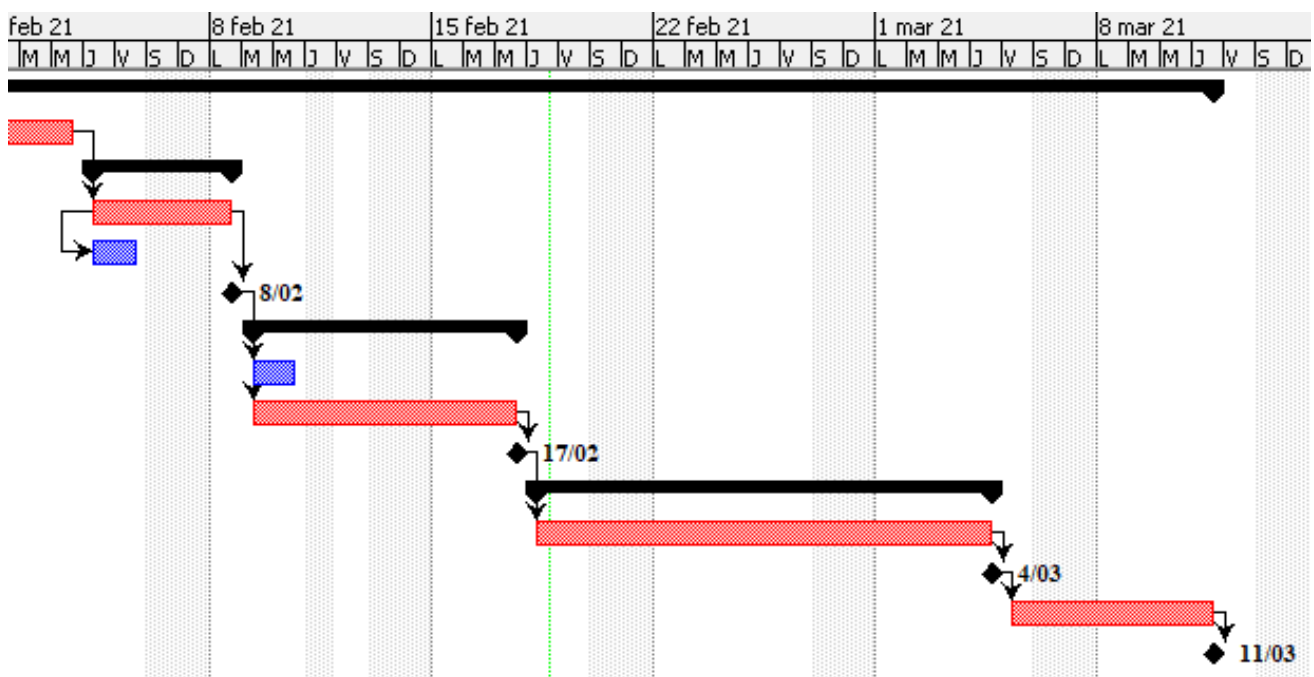 feb 21 8 feb 21 15 feb 21 22 feb 21 1 mar 21 8 mar 21
M M J V S D L M M J V S D L M M J V S D L M M J V S D L M M J V S D L M M J V S D
8/02
17/02
4/03
11/03